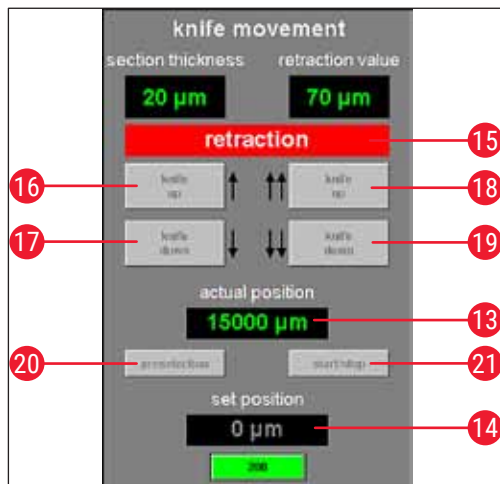 knife movement
section thickness retraction value
20 µm 70 µm
retraction 15
16 knife up knife up 18
17 knife down knife down 19
actual position
15000 µm 13
20 preselection start/stop 21
set position
0 µm 14
200